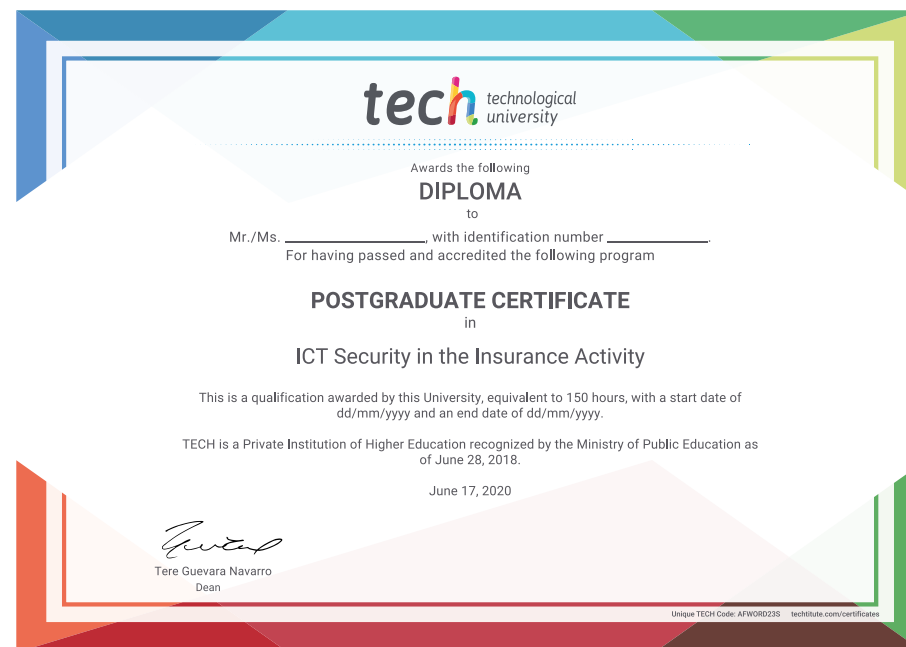 tech technological
university
Awards the following
DIPLOMA
to
Mr./Ms. ____________________, with identification number ______________.
For having passed and accredited the following program
POSTGRADUATE CERTIFICATE
in
ICT Security in the Insurance Activity
This is a qualification awarded by this University, equivalent to 150 hours, with a start date of
dd/mm/yyyy and an end date of dd/mm/yyyy.
TECH is a Private Institution of Higher Education recognized by the Ministry of Public Education as
of June 28, 2018.
June 17, 2020
Tere Guevara Navarro
Dean
Unique TECH Code: AFWORD23S techtitute.com/certificates